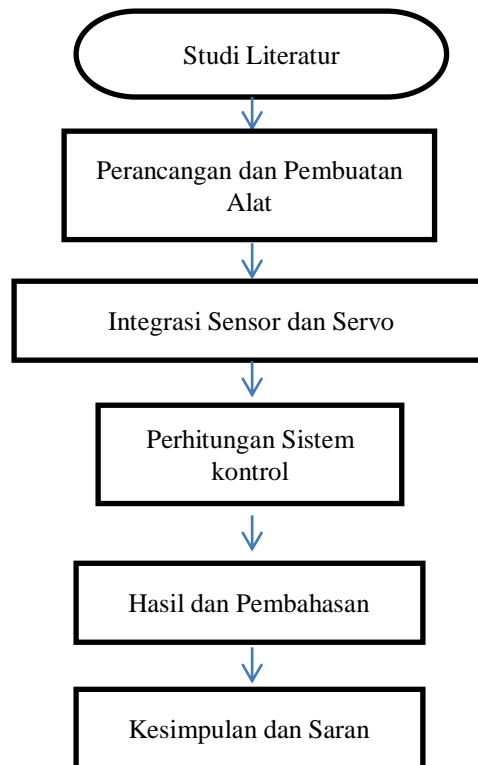 Studi Literatur
Perancangan dan Pembuatan
Alat
Integrasi Sensor dan Servo
Perhitungan Sistem
kontrol
Hasil dan Pembahasan
Kesimpulan dan Saran